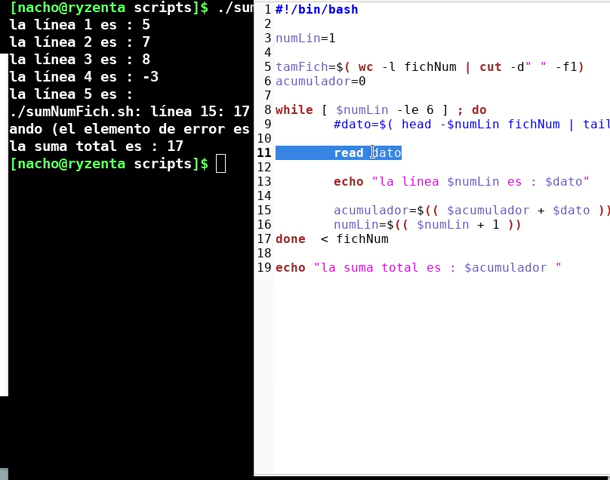 [nacho@ryzenta scripts]$ ./sum
la línea 1 es : 5
la línea 2 es : 7
la línea 3 es : 8
la línea 4 es : -3
la línea 5 es :
./sumNumFich.sh: línea 15: 17
ando (el elemento de error es
la suma total es : 17
[nacho@ryzenta scripts]$
1 #!/bin/bash
2
3 numLin=1
4
5 tamFich=$( wc -l fichNum | cut -d" " -f1)
6 acumulador=0
7
8 while [ $numLin -le 6 ] ; do
9 #dato=$( head -$numLin fichNum | tail
10
11 read dato
12
13 echo "la línea $numLin es : $dato"
14
15 acumulador=$(( $acumulador + $dato ))
16 numLin=$(( $numLin + 1 ))
17 done < fichNum
18
19 echo "la suma total es : $acumulador "